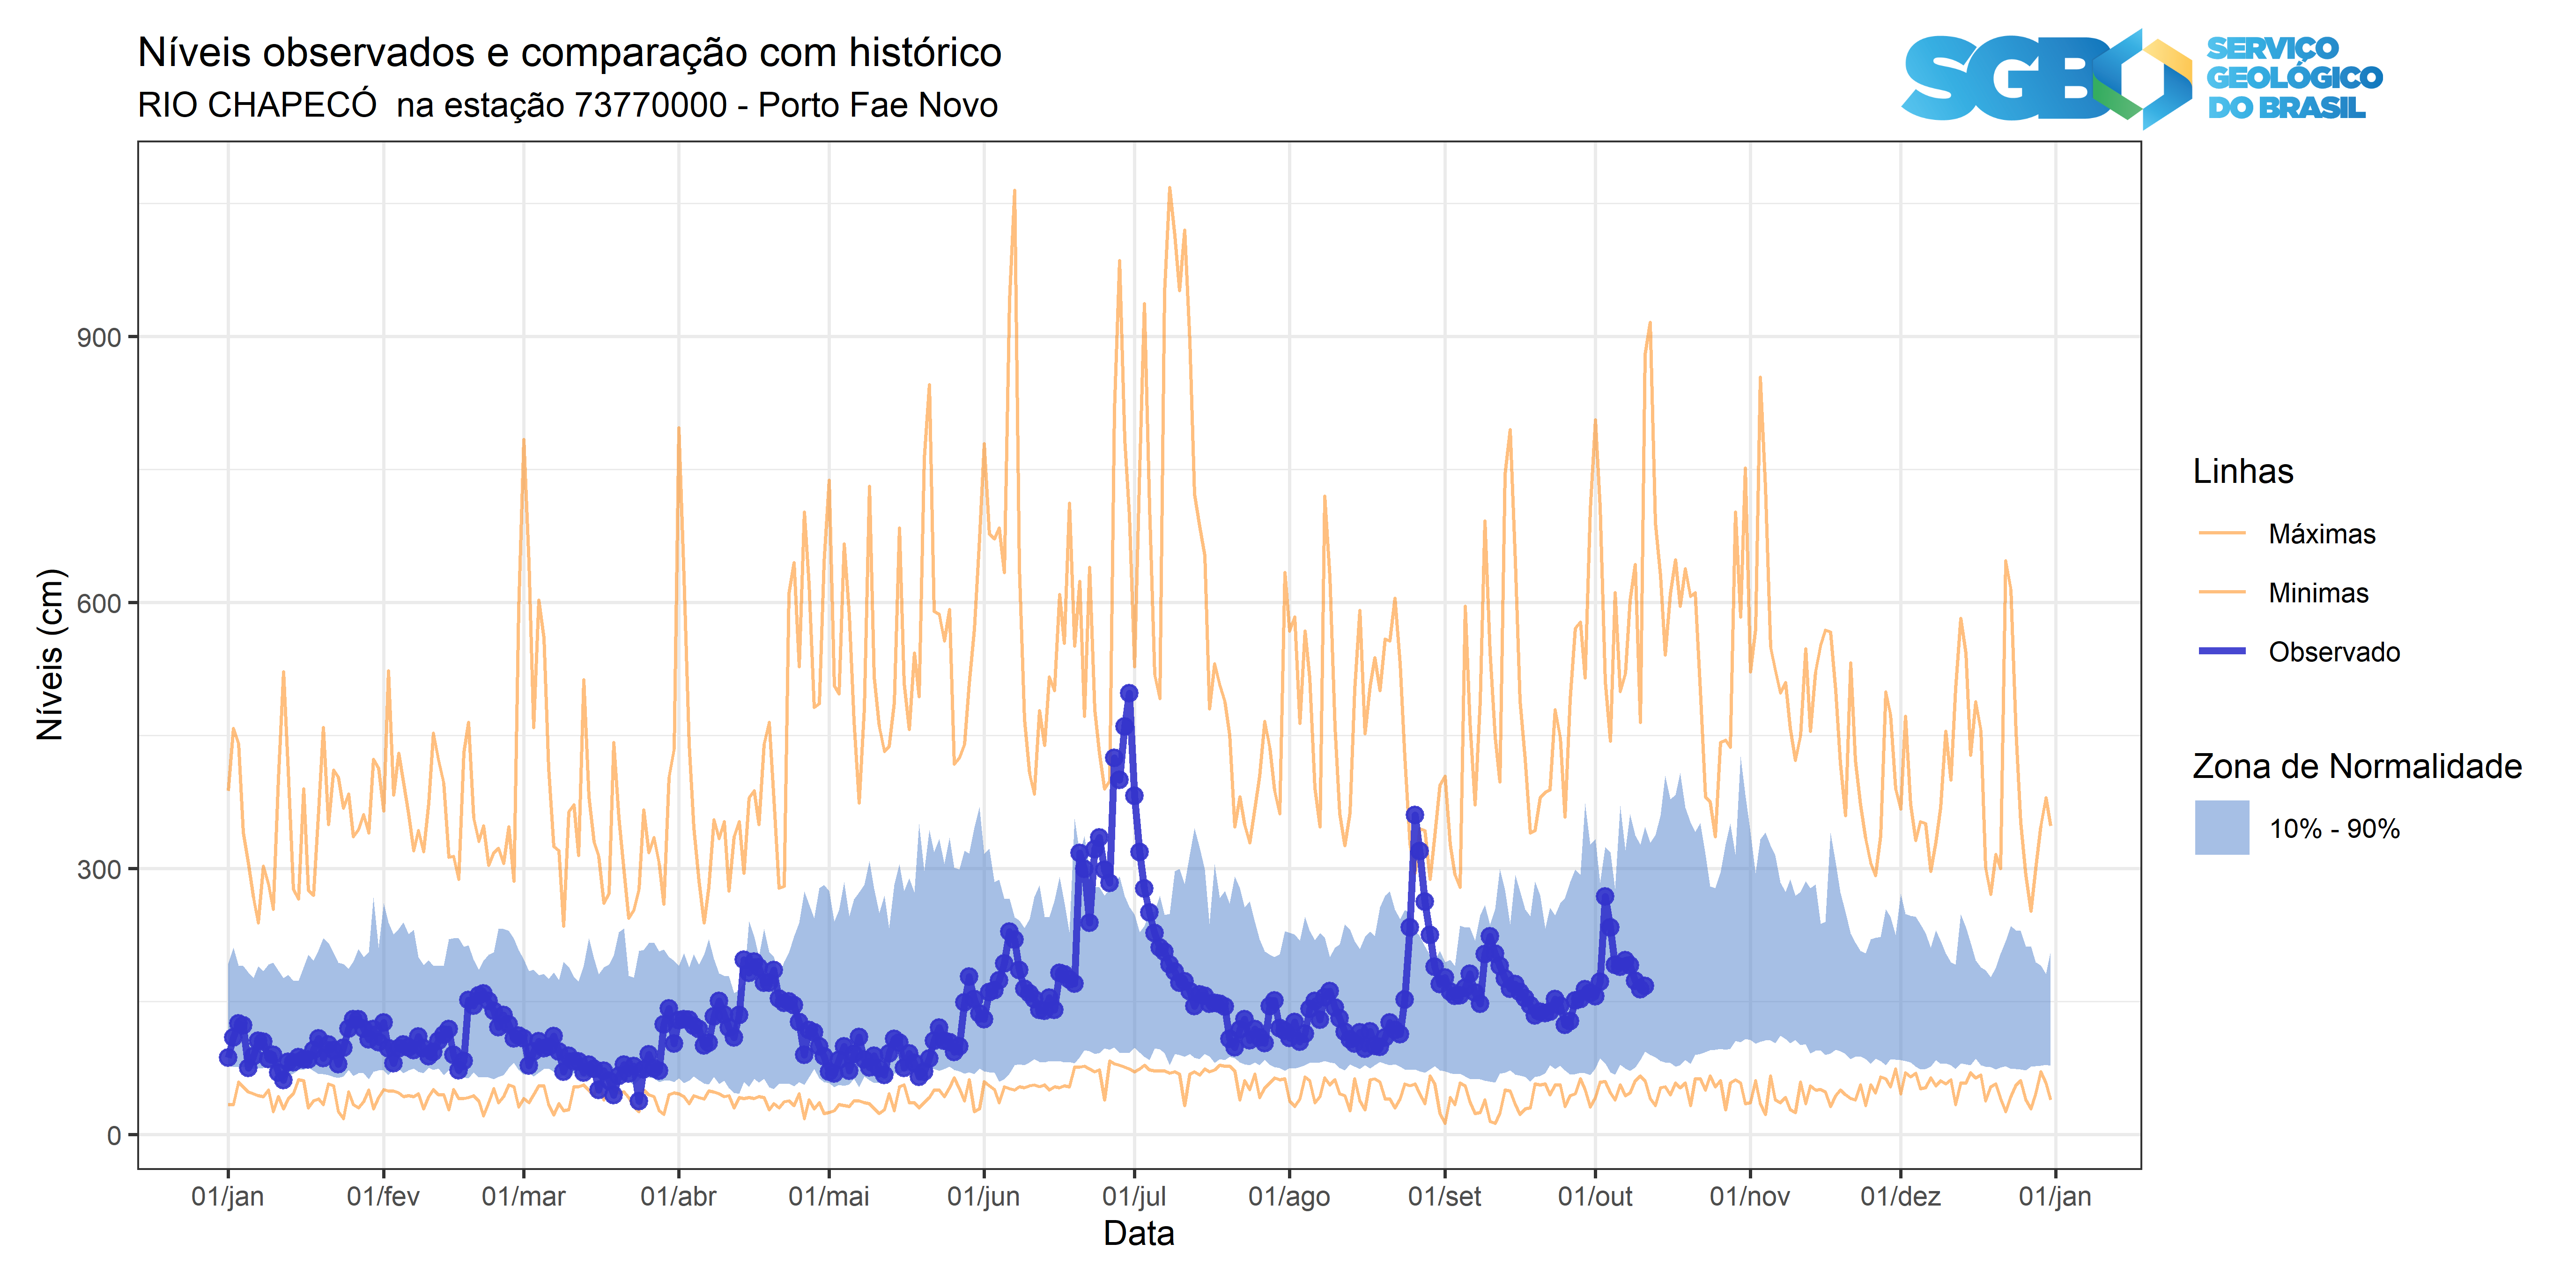 Níveis observados e comparação com histórico
RIO CHAPECÓ  na estação 73770000 - Porto Fae Novo
SGB
SERVIÇO
GEOLÓGICO
DO BRASIL
Níveis (cm)
900
600
300
0
01/jan
01/fev
01/mar
01/abr
01/mai
01/jun
01/jul
01/ago
01/set
01/out
01/nov
01/dez
01/jan
Data
Linhas
Máximas
Minimas
Observado
Zona de Normalidade
10% - 90%